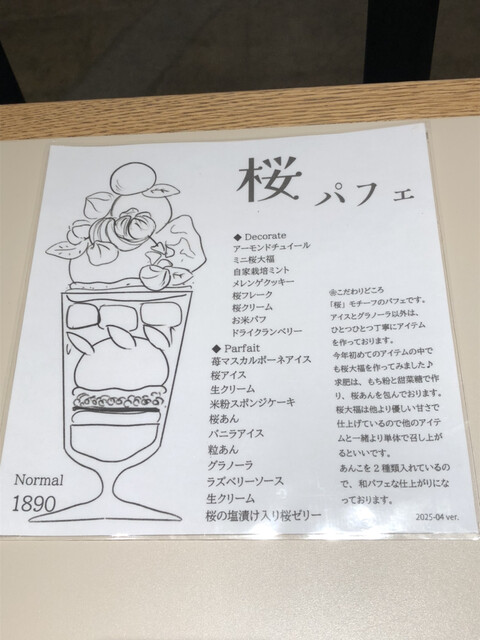 桜 パフェ
◆ Decorate
アーモンドチュイール
ミニ桜大福
自家栽培ミント
メレンゲクッキー
桜フレーク
桜クリーム
お米パフ
ドライクランベリー
◆ Parfait
苺マスカルポーネアイス
桜アイス
生クリーム
米粉スポンジケーキ
桜あん
バニラアイス
粒あん
グラノーラ
ラズベリーソース
生クリーム
桜の塩漬け入り桜ゼリー
❀こだわりどころ
「桜」モチーフのパフェです。
アイスとグラノーラ以外は、
ひとつひとつ丁寧にアイテム
を作っております。
今年初めてのアイテムの中で
も桜大福を作ってみました♪
求肥は、もち粉と甜菜糖で作
り、桜あんを包んでおります。
桜大福は他より優しい甘さで
仕上げているので他のアイテ
ムと一緒より単体で召し上が
るといいです。
あんこを2種類入れているの
で、和パフェな仕上がりにな
っております。
Normal
1890
2025-04 ver.